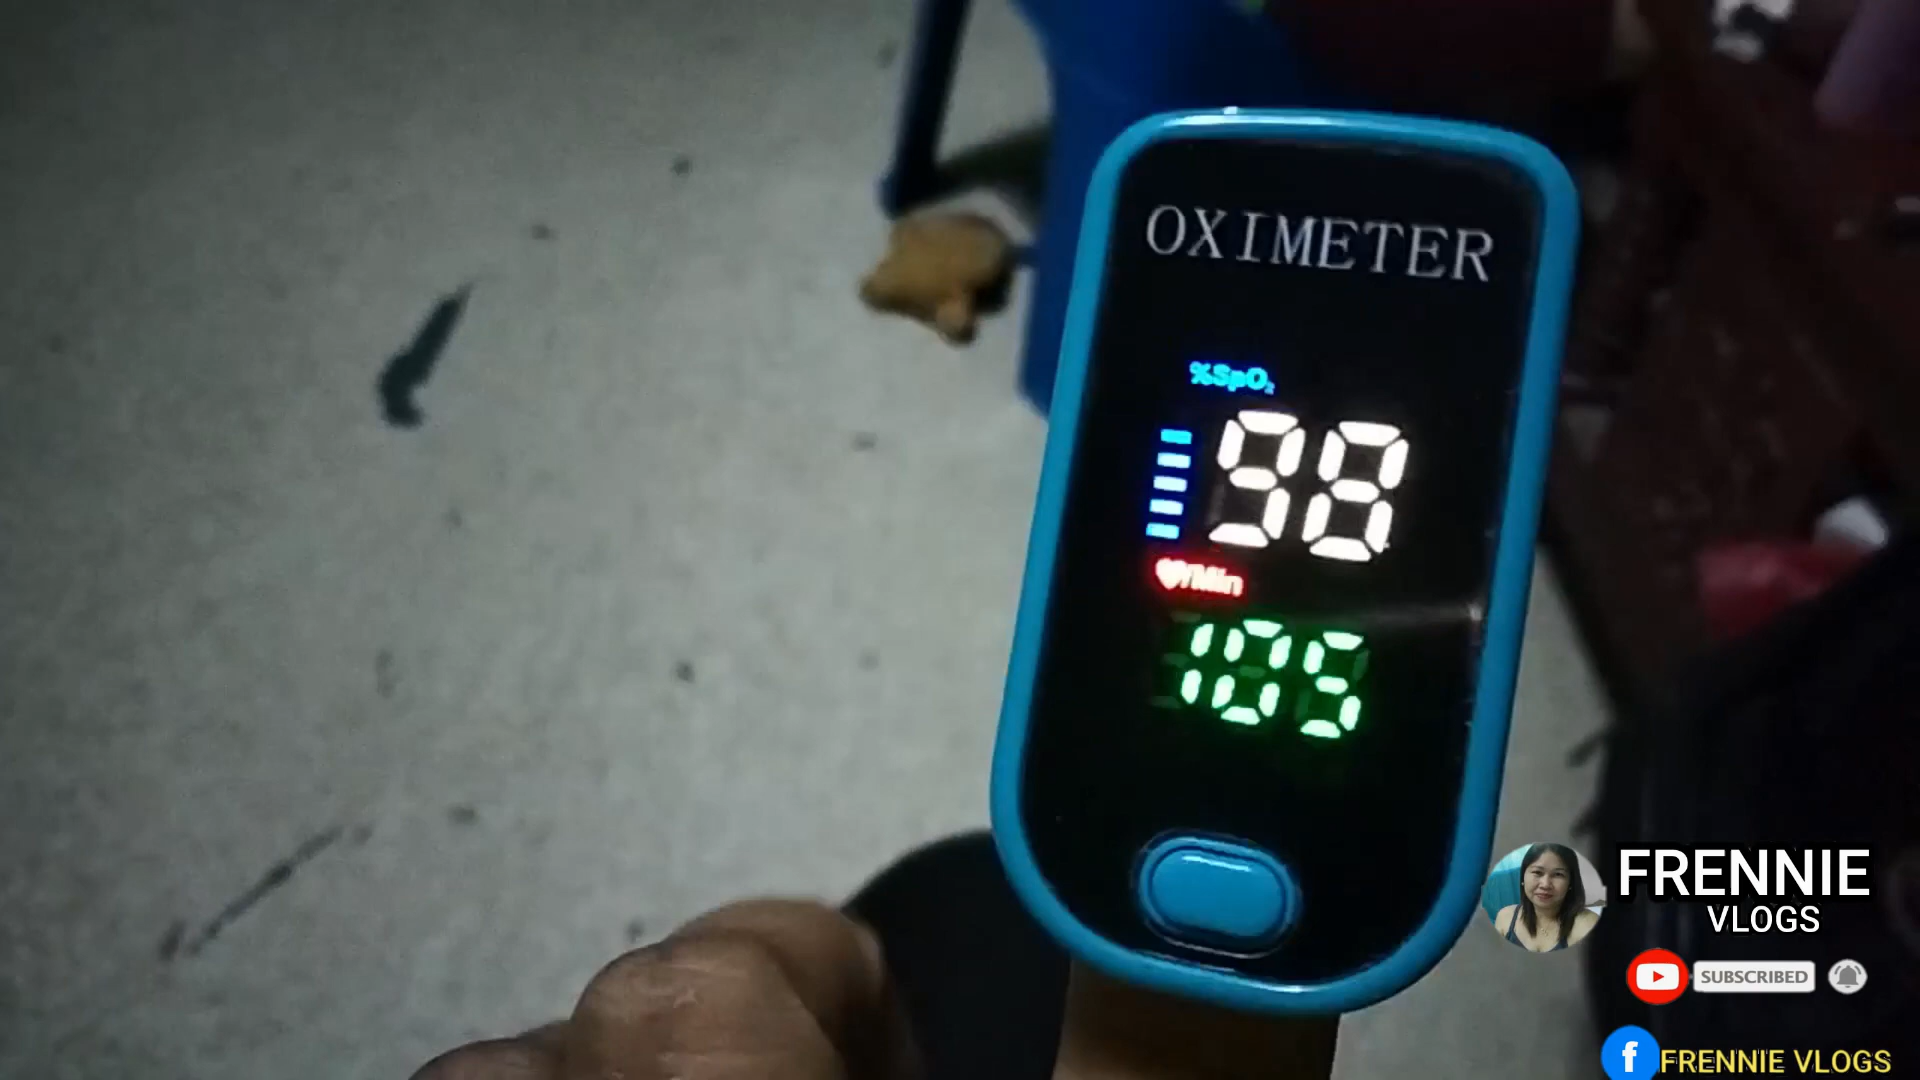 OXIMETER
%SpO₂
98
♥/Min
105
FRENNIE
VLOGS
SUBSCRIBED
FRENNIE VLOGS